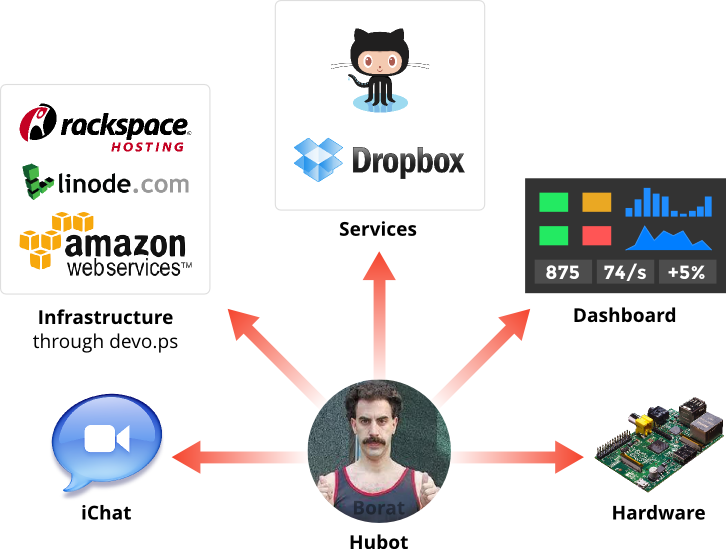 rackspace®
HOSTING
linode.com
amazon
webservices™
Infrastructure
through devo.ps
Dropbox
Services
875
74/s
+5%
Dashboard
iChat
Borat
Hubot
Hardware